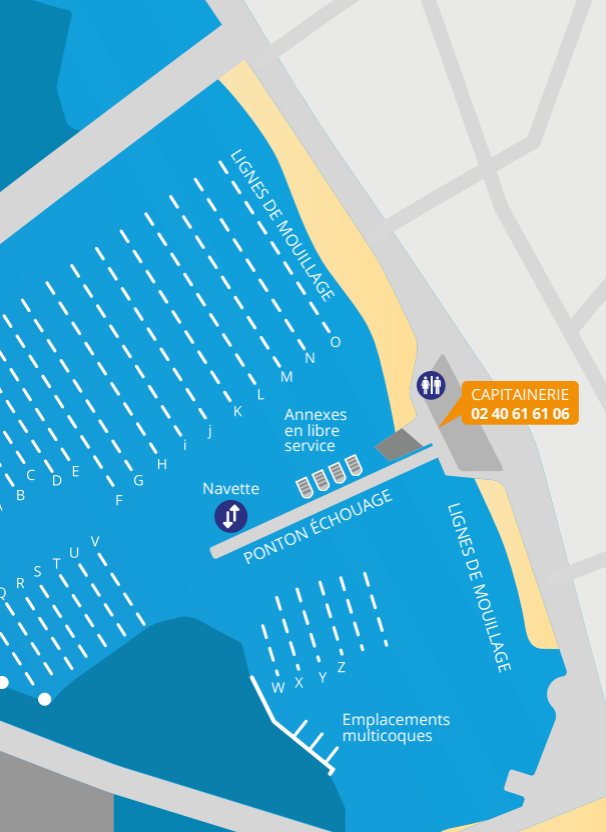 LIGNES DE MOUILLAGE
O
N
M
L
K
j
i
H
G
F
E
D
C
B
CAPITAINERIE
02 40 61 61 06
Annexes
en libre
service
Navette
PONTON ÉCHOUAGE
LIGNES DE MOUILLAGE
V
U
T
S
R
Q
W
X
Y
Z
Emplacements
multicoques